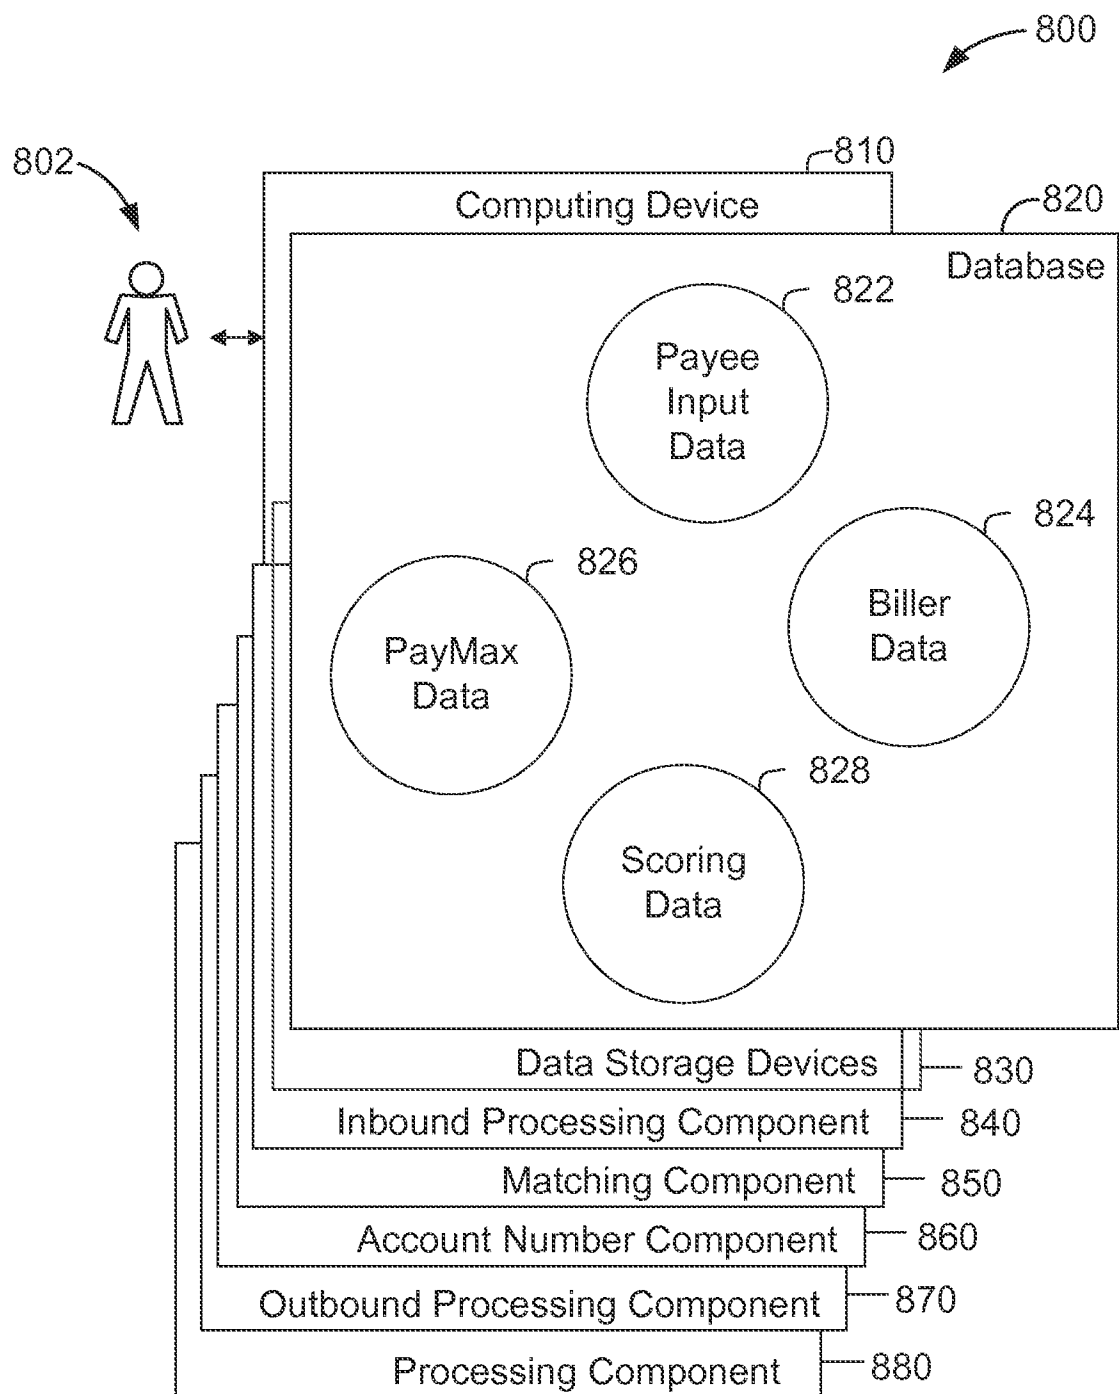 800
802
810
Computing Device
820
Database
822
Payee
Input
Data
824
Biller
Data
826
PayMax
Data
828
Scoring
Data
Data Storage Devices
830
Inbound Processing Component
840
Matching Component
850
Account Number Component
860
Outbound Processing Component
870
Processing Component
880